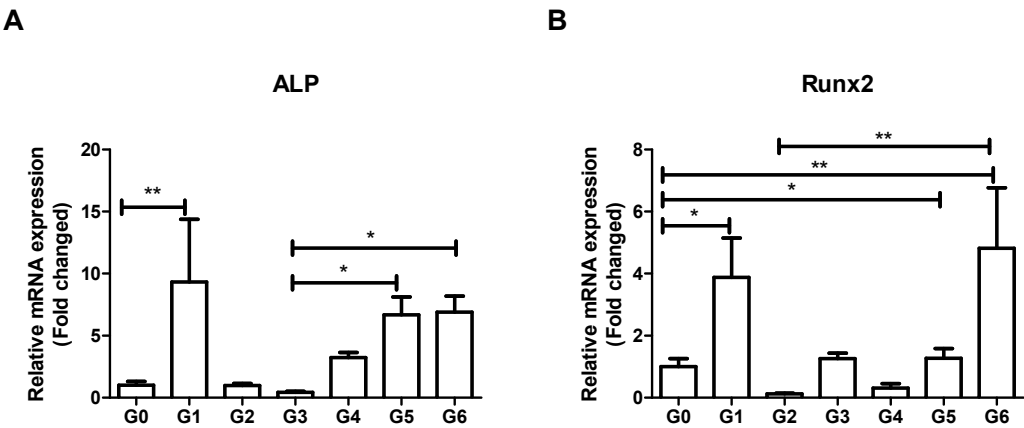 A
B
ALP
Runx2
Relative mRNA expression
(Fold changed)
20
15
10
5
0
**
*
*
G0 G1 G2 G3 G4 G5 G6
Relative mRNA expression
(Fold changed)
8
6
4
2
0
**
**
*
*
G0 G1 G2 G3 G4 G5 G6